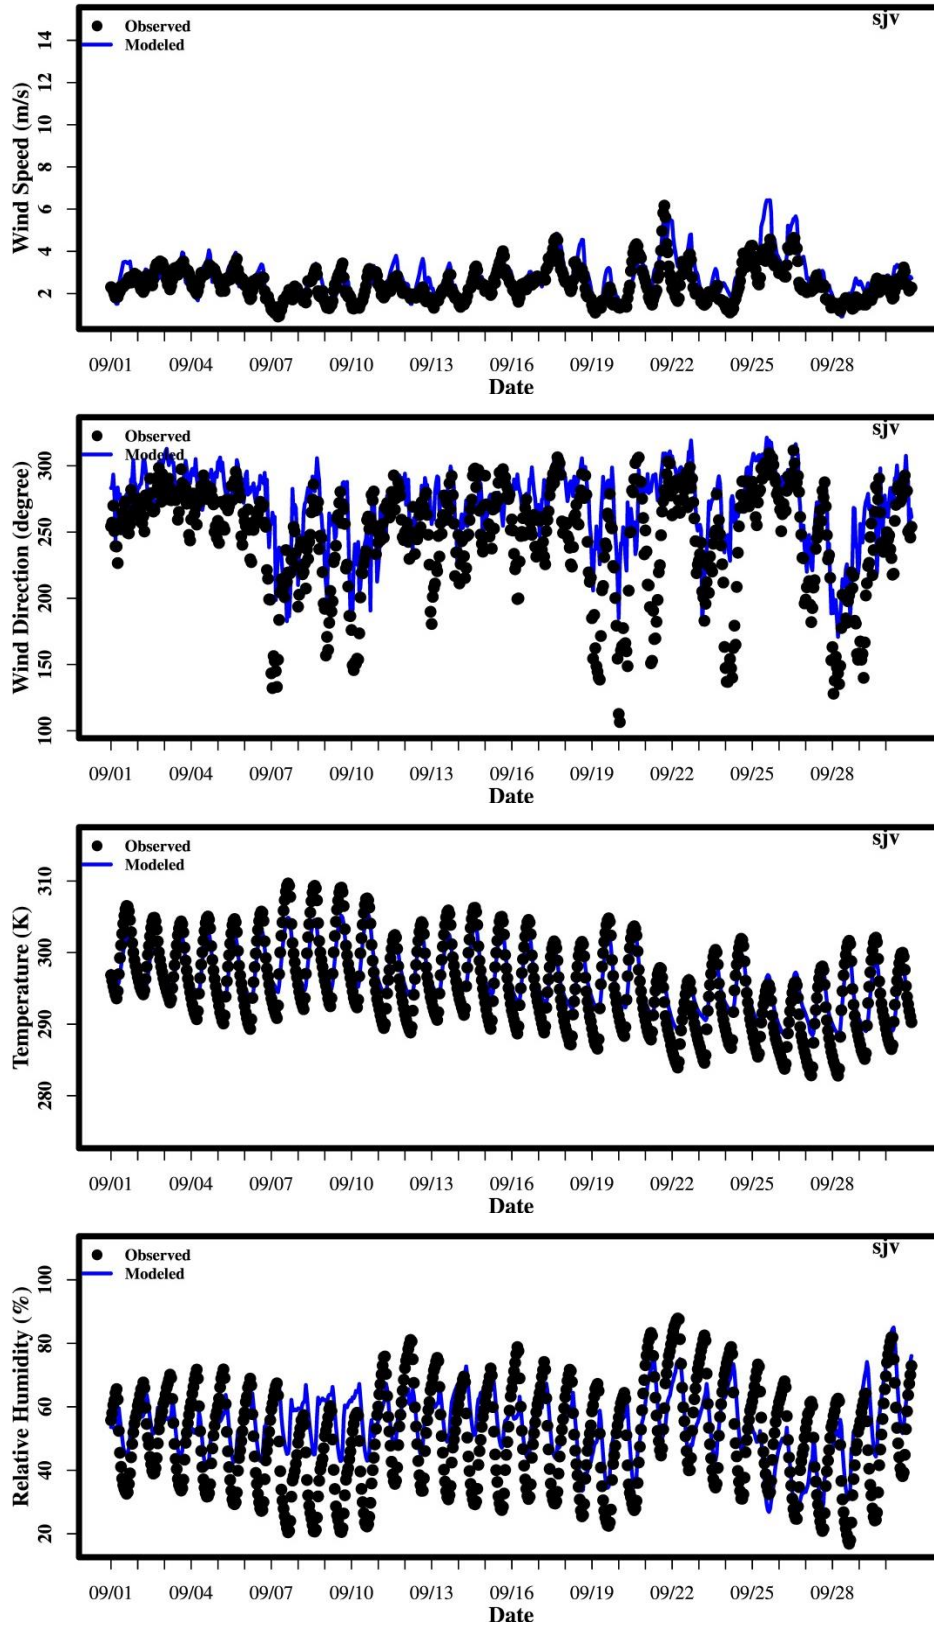 sjv
Observed
Modeled
14
12
10
8
6
4
2
Wind Speed (m/s)
09/01 09/04 09/07 09/10 09/13 09/16 09/19 09/22 09/25 09/28
Date
sjv
Observed
Modeled
300
250
200
150
100
Wind Direction (degree)
09/01 09/04 09/07 09/10 09/13 09/16 09/19 09/22 09/25 09/28
Date
sjv
Observed
Modeled
310
300
290
280
Temperature (K)
09/01 09/04 09/07 09/10 09/13 09/16 09/19 09/22 09/25 09/28
Date
sjv
Observed
Modeled
100
80
60
40
20
Relative Humidity (%)
09/01 09/04 09/07 09/10 09/13 09/16 09/19 09/22 09/25 09/28
Date